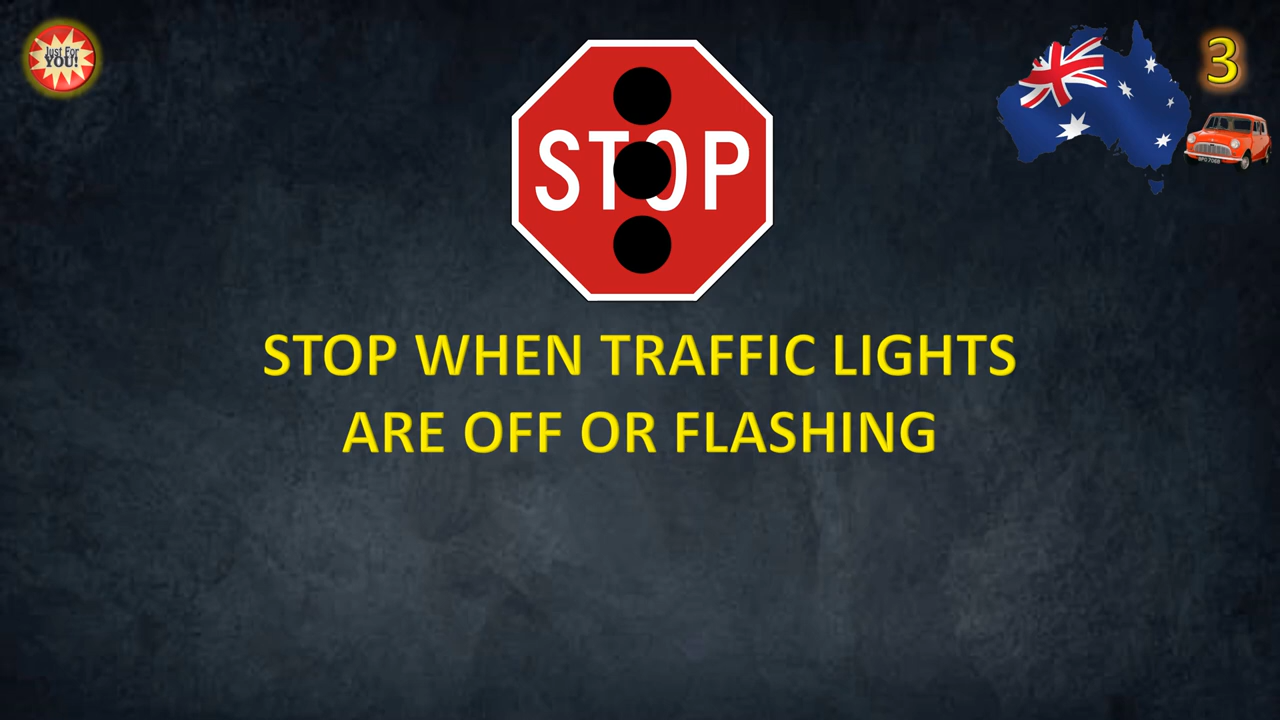 Just For
YOU!
STOP
3
STOP WHEN TRAFFIC LIGHTS
ARE OFF OR FLASHING